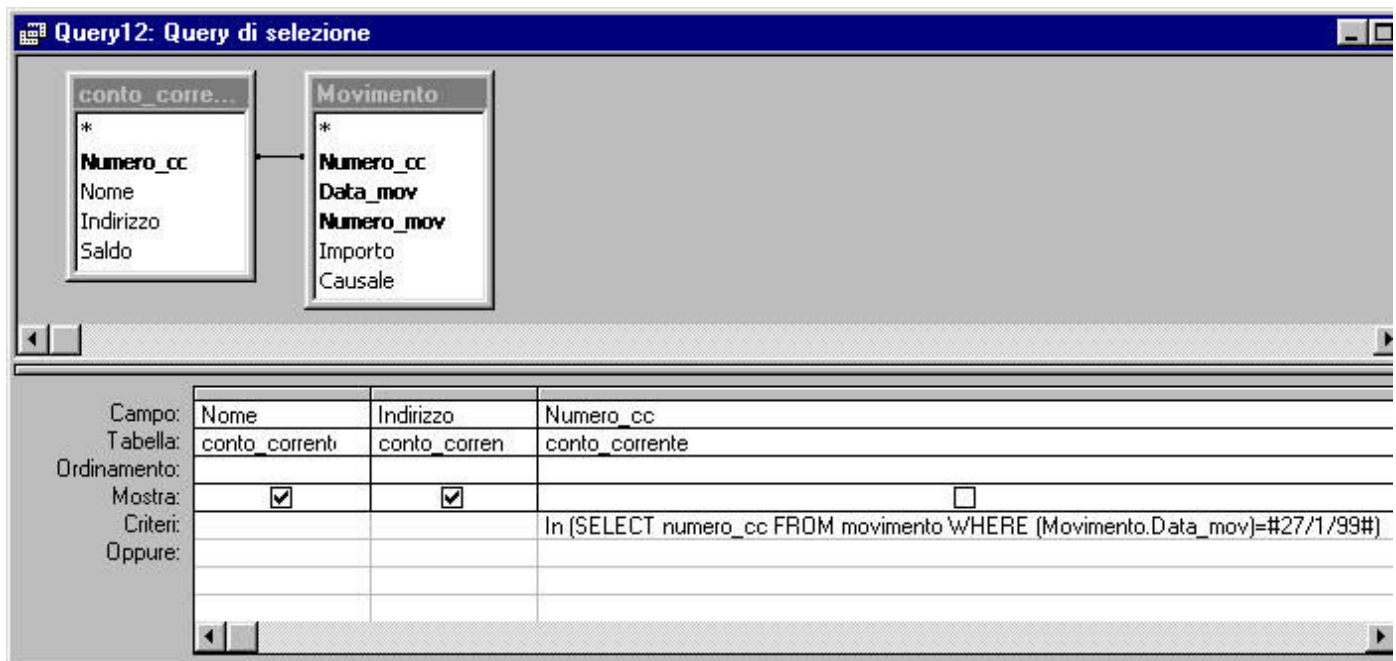 Query12: Query di selezione
conto_corre...
*
Numero_cc
Nome
Indirizzo
Saldo
Movimento
*
Numero_cc
Data_mov
Numero_mov
Importo
Causale
Campo: Nome Indirizzo Numero_cc
Tabella: conto_corrent conto_corren conto_corrente
Ordinamento:
Mostra:
Criteri: In (SELECT numero_cc FROM movimento WHERE (Movimento.Data_mov)=#27/1/99#)
Oppure: